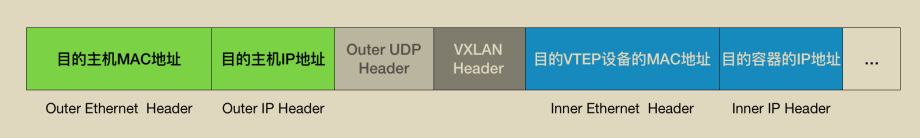 目的主机MAC地址
目的主机IP地址
Outer UDP
Header
VXLAN
Header
目的VTEP设备的MAC地址
目的容器的IP地址
...
Outer Ethernet Header
Outer IP Header
Inner Ethernet Header
Inner IP Header